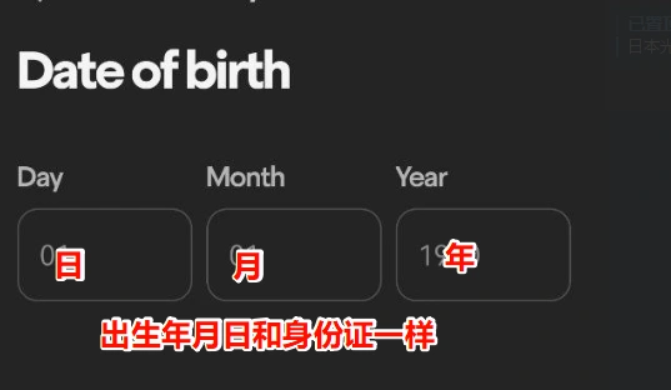 Date of birth
Day Month Year
日 月 年
出生年月日和身份证一样